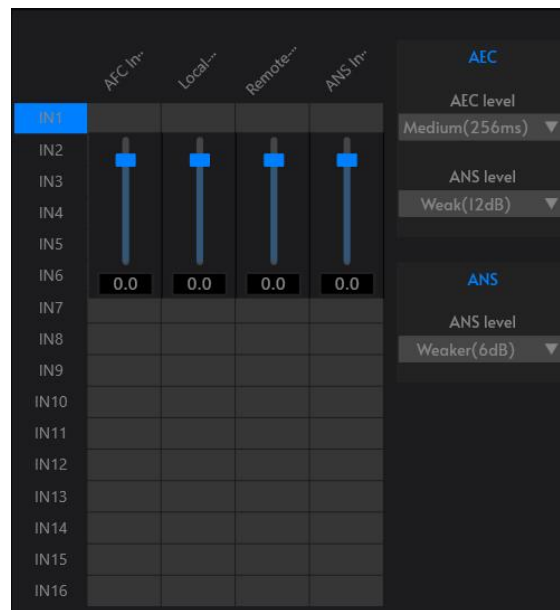 AFC In··
Local···
Remote-··
ANS In··
IN1
IN2
IN3
IN4
IN5
IN6
IN7
IN8
IN9
IN10
IN11
IN12
IN13
IN14
IN15
IN16
0.0
0.0
0.0
0.0
AEC
AEC level
Medium(256ms)
ANS level
Weak(12dB)
ANS
ANS level
Weaker(6dB)